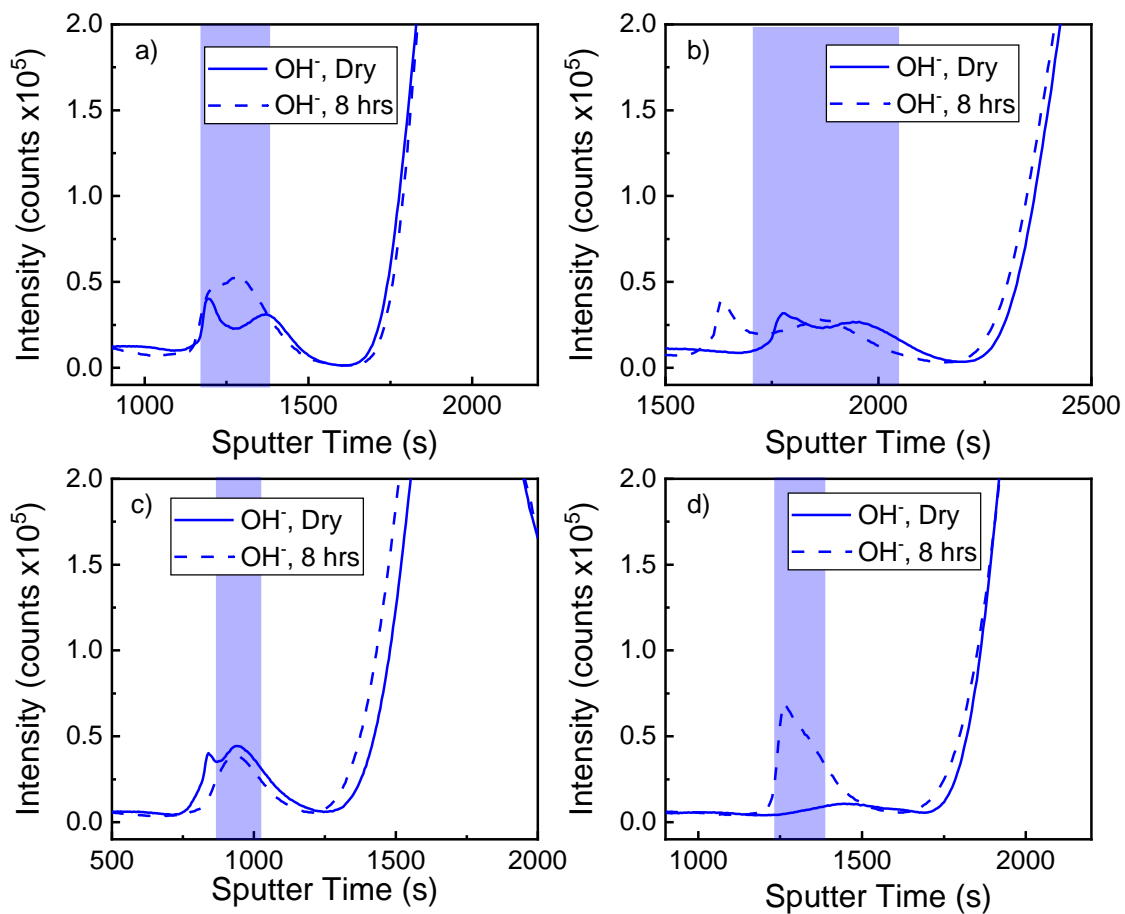 a)
OH⁻, Dry
OH⁻, 8 hrs
2.0
1.5
1.0
0.5
0.0
Intensity (counts x10⁵)
1000
1500
2000
Sputter Time (s)
b)
OH⁻, Dry
OH⁻, 8 hrs
2.0
1.5
1.0
0.5
0.0
Intensity (counts x10⁵)
1500
1750
2000
2500
Sputter Time (s)
c)
OH⁻, Dry
OH⁻, 8 hrs
2.0
1.5
1.0
0.5
0.0
Intensity (counts x10⁵)
500
1000
1500
2000
Sputter Time (s)
d)
OH⁻, Dry
OH⁻, 8 hrs
2.0
1.5
1.0
0.5
0.0
Intensity (counts x10⁵)
1000
1500
2000
Sputter Time (s)